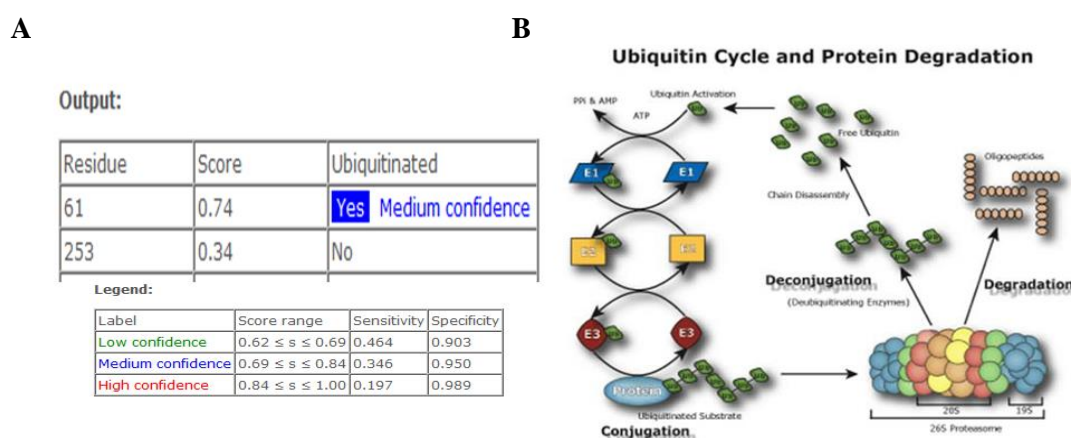 A
Output:
Residue Score Ubiquitinated
61 0.74 Yes Medium confidence
253 0.34 No
Legend:
Label Score range Sensitivity Specificity
Low confidence 0.62 ≤ s ≤ 0.69 0.464 0.903
Medium confidence 0.69 ≤ s ≤ 0.84 0.346 0.950
High confidence 0.84 ≤ s ≤ 1.00 0.197 0.989
B
Ubiquitin Cycle and Protein Degradation
PPi & AMP
ATP
Ubiquitin Activation
Free Ubiquitin
Oligopeptides
E1 E1
Chain Disassembly
E2 E2
Deconjugation
(Deubiquitinating Enzymes)
Degradation
E3 E3
Protein
Ubiquitinated Substrate
Conjugation
20S
19S
26S Proteasome